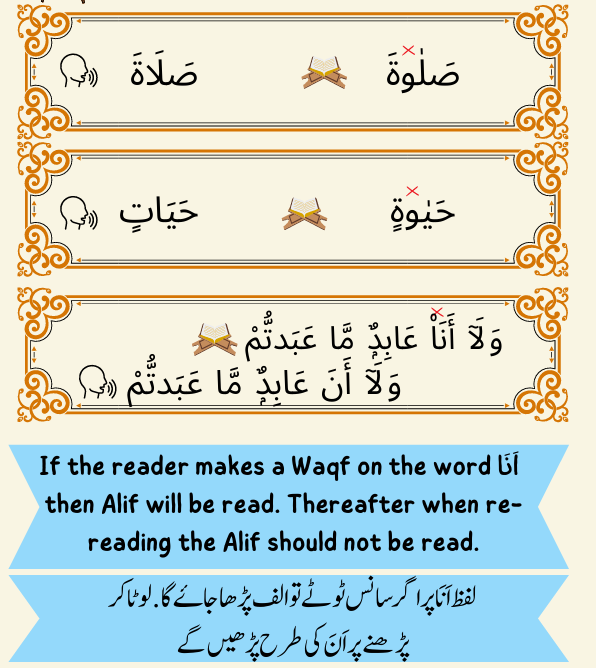 صَلٰوةَ صَلَاةَ
حَيٰوةٍ حَيَاتٍ
وَلَآ أَنَا۠ عَابِدٌ مَّا عَبَدتُّمْ
وَلَآ أَنَ عَابِدٌ مَّا عَبَدتُّمْ
If the reader makes a Waqf on the word اَنَا
then Alif will be read. Thereafter when re-
reading the Alif should not be read.
لفظ اَنَا پر اگر سانس ٹوٹے تو الف پڑھا جائے گا. لوٹا کر
پڑھنے پر اَنَ کی طرح پڑھیں گے